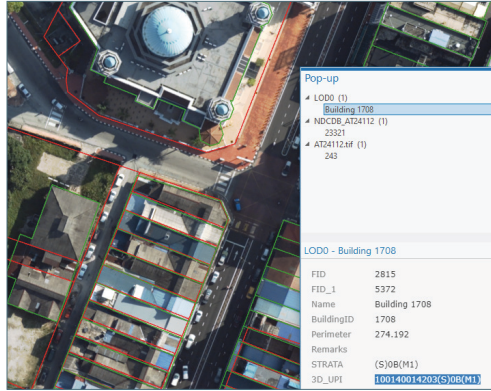 Pop-up
LOD0 (1)
Building 1708
NDCDB_AT24112 (1)
23321
AT24112.tif (1)
243
LOD0 - Building 1708
FID 2815
FID_1 5372
Name Building 1708
BuildingID 1708
Perimeter 274.192
Remarks
STRATA (S)0B(M1)
3D_UPI 100140014203(S)0B(M1)